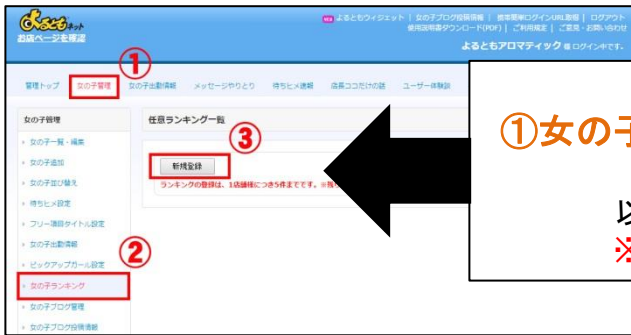 よるともネット
お店ページを確認
NEW よるともウィジェット | 女の子ブログ投稿情報 | 携帯簡単ログインURL取得 | ログアウト
使用説明書ダウンロード(PDF) | ご利用規定 | ご意見・お問い合わせ
よるともアロマティック 様 ログイン中です。
①
管理トップ 女の子管理 女の子出勤情報 メッセージやりとり 待ちヒメ速報 店長ココだけの話 ユーザー体験談
女の子管理
任意ランキング一覧
③
女の子一覧・編集
女の子追加
新規登録
女の子並び替え
ランキングの登録は、1店舗様につき5件までです。※残り
待ちヒメ設定
フリー項目タイトル設定
女の子出勤情報
②
ピックアップガール設定
女の子ランキング
女の子ブログ管理
女の子ブログ投稿情報
①女の子
以
※